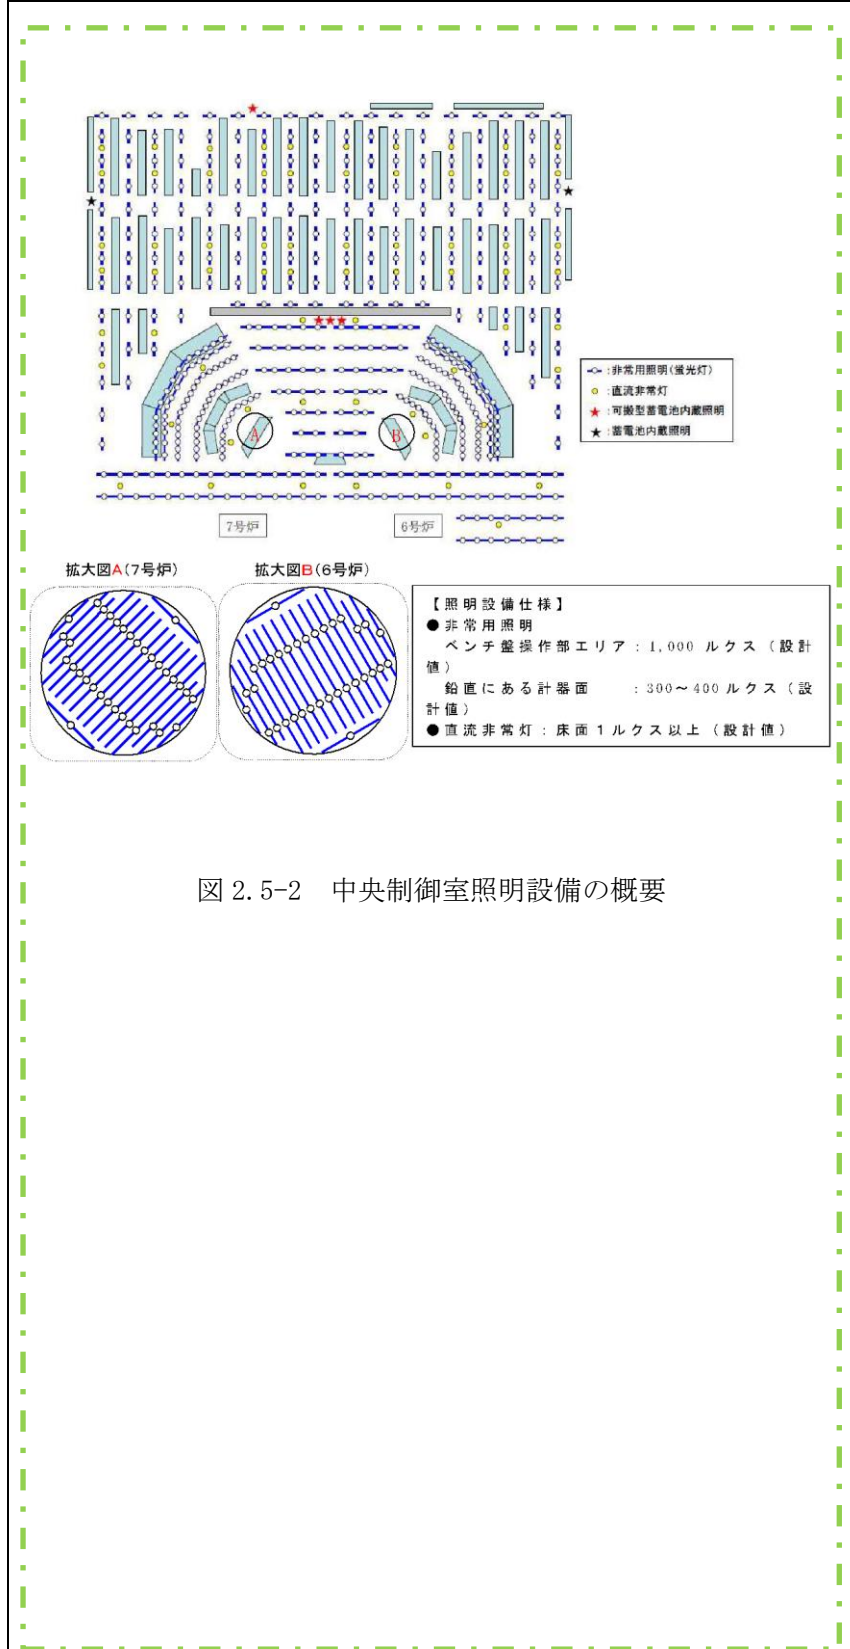 A
B
―○―:非常用照明(蛍光灯)
:直流非常灯
★:可搬型蓄電池内蔵照明
★:蓄電池内蔵照明
7号炉
6号炉
拡大図A(7号炉)
拡大図B(6号炉)
【照明設備仕様】
●非常用照明
ベンチ盤操作部エリア:1,000 ルクス(設計
値)
鉛直にある計器面 :300～400 ルクス(設
計値)
●直流非常灯:床面1ルクス以上(設計値)
図 2.5-2 中央制御室照明設備の概要